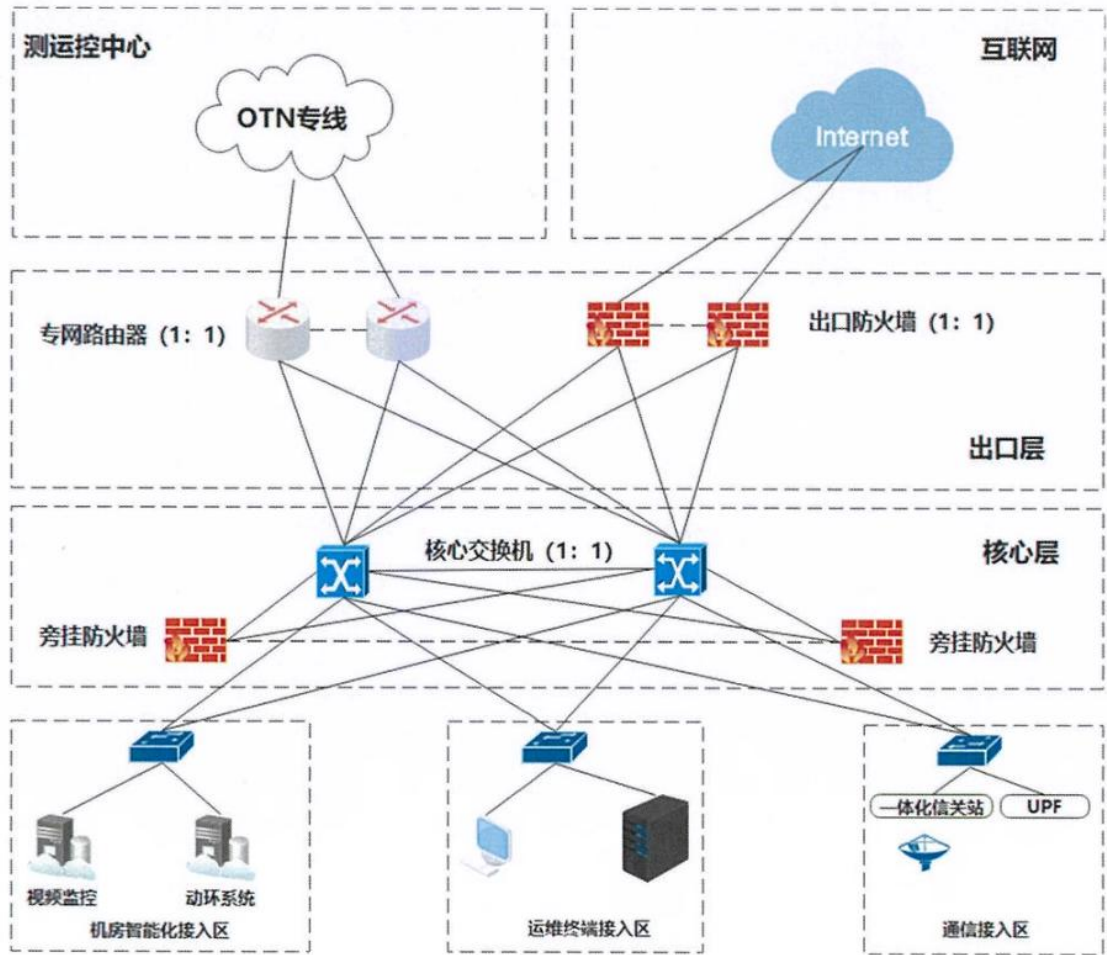 测运控中心
互联网
OTN专线
Internet
专网路由器（1：1）
出口防火墙（1：1）
出口层
核心交换机（1：1）
核心层
旁挂防火墙
旁挂防火墙
一体化信关站
UPF
视频监控
动环系统
机房智能化接入区
运维终端接入区
通信接入区